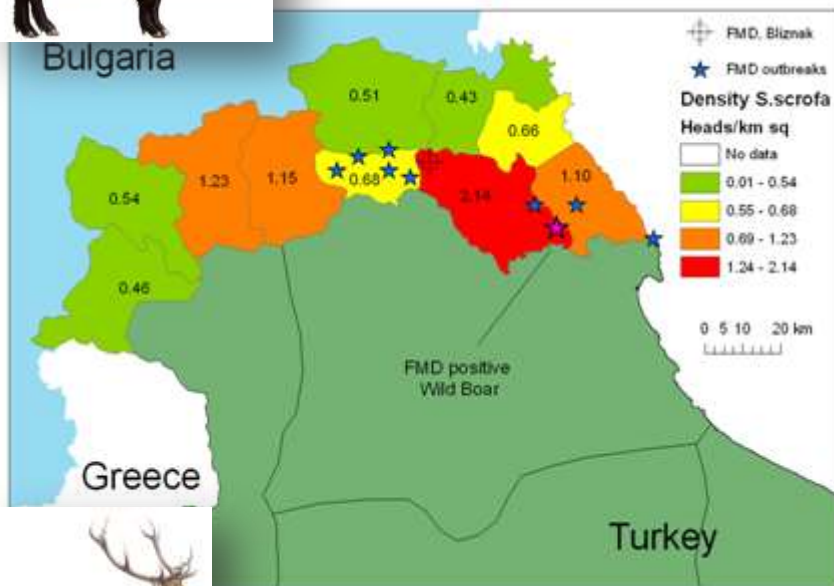 Bulgaria
FMD, Bliznak
FMD outbreaks
Density S.scrofa
Heads/km sq
No data
0.01 - 0.54
0.55 - 0.68
0.69 - 1.23
1.24 - 2.14
0.51
0.43
0.66
0.54
1.23
1.15
0.68
2.14
1.10
0.46
0 5 10 20 km
FMD positive
Wild Boar
Greece
Turkey